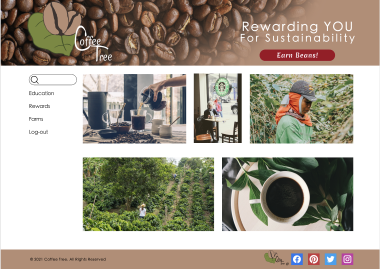 Coffee
Tree
Rewarding YOU
For Sustainability
Earn Beans!
Education
Rewards
Farms
Log-out
© 2021 Coffee Tree. All Rights Reserved